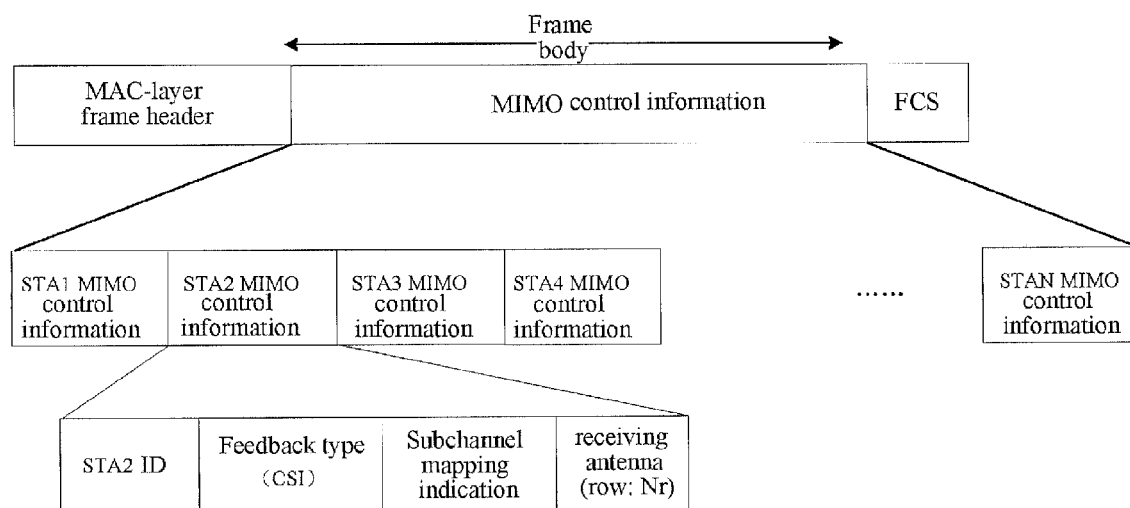 Frame
body
MAC-layer
frame header
MIMO control information
FCS
STA1 MIMO
control
information
STA2 MIMO
control
information
STA3 MIMO
control
information
STA4 MIMO
control
information
......
STAN MIMO
control
information
STA2 ID
Feedback type
(CSI)
Subchannel
mapping
indication
receiving
antenna
(row: Nr)